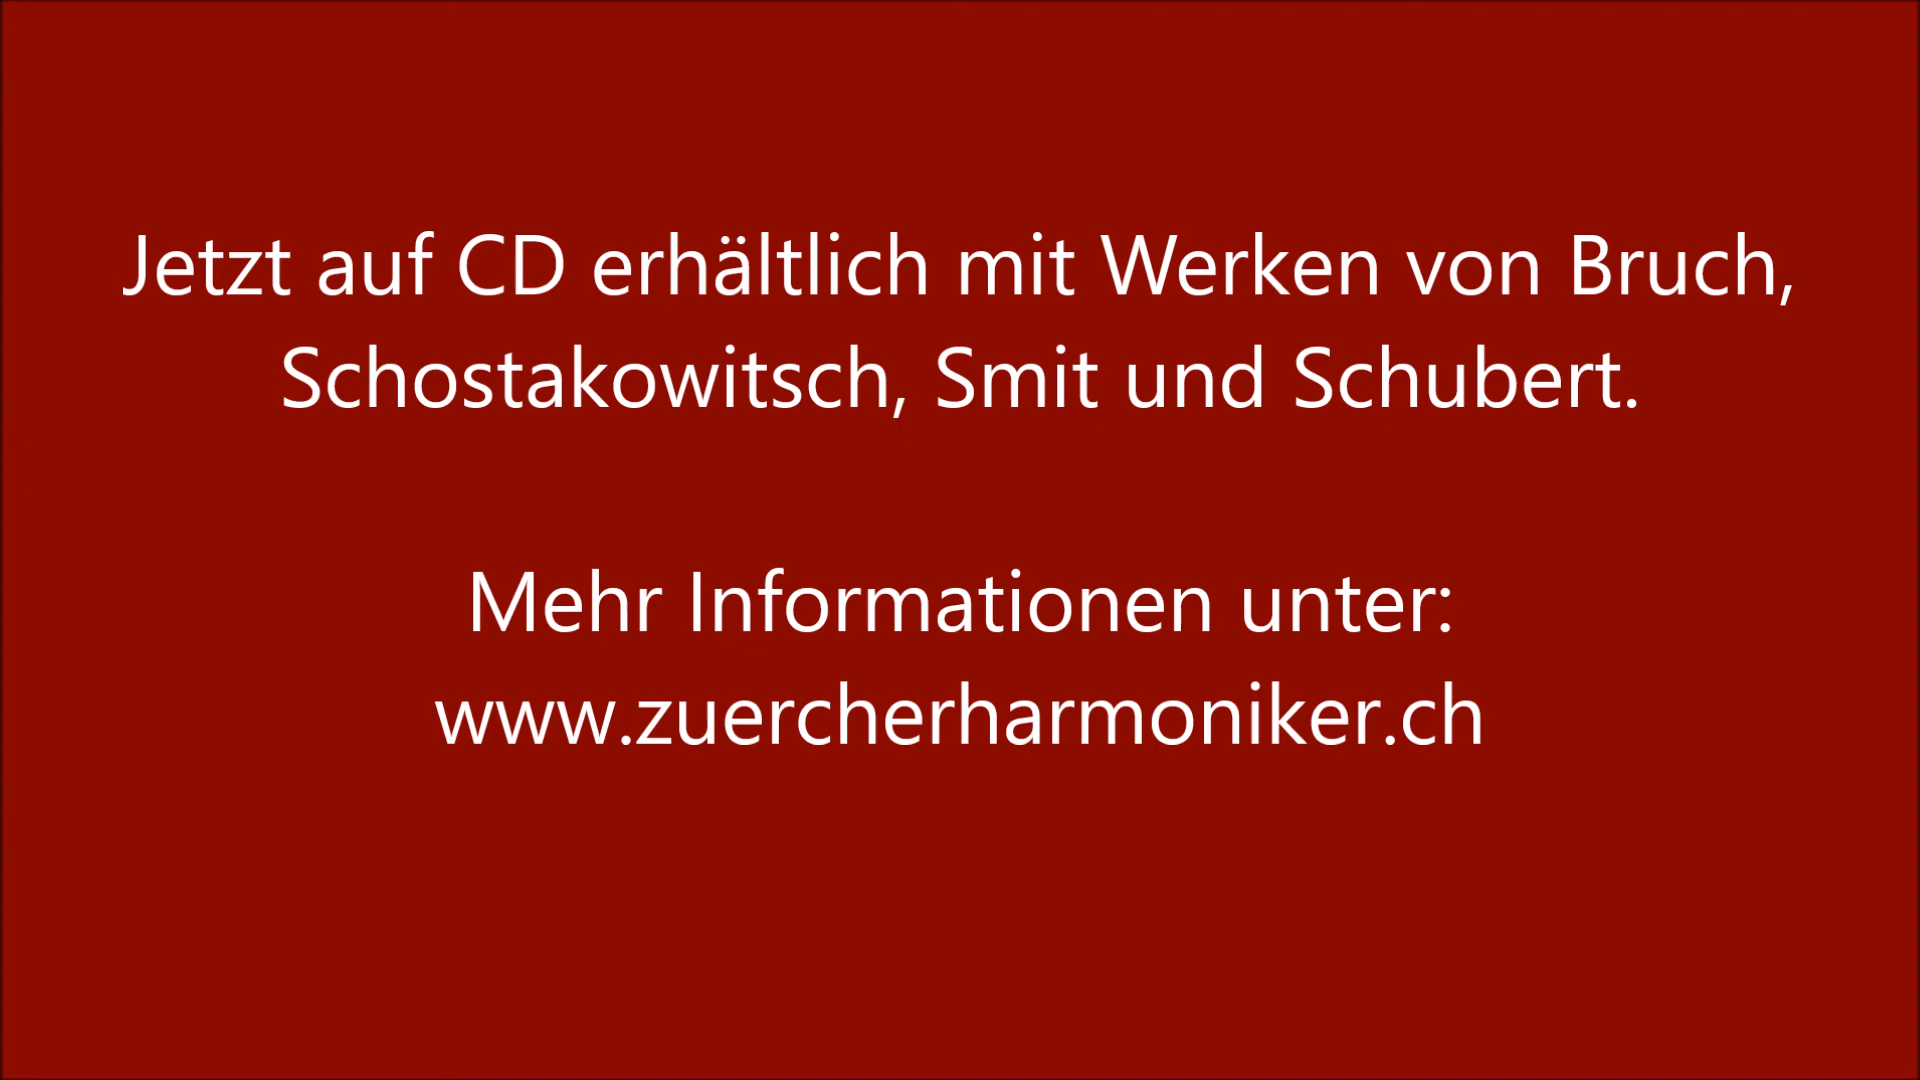 Jetzt auf CD erhältlich mit Werken von Bruch,
Schostakowitsch, Smit und Schubert.
Mehr Informationen unter:
www.zuercherharmoniker.ch